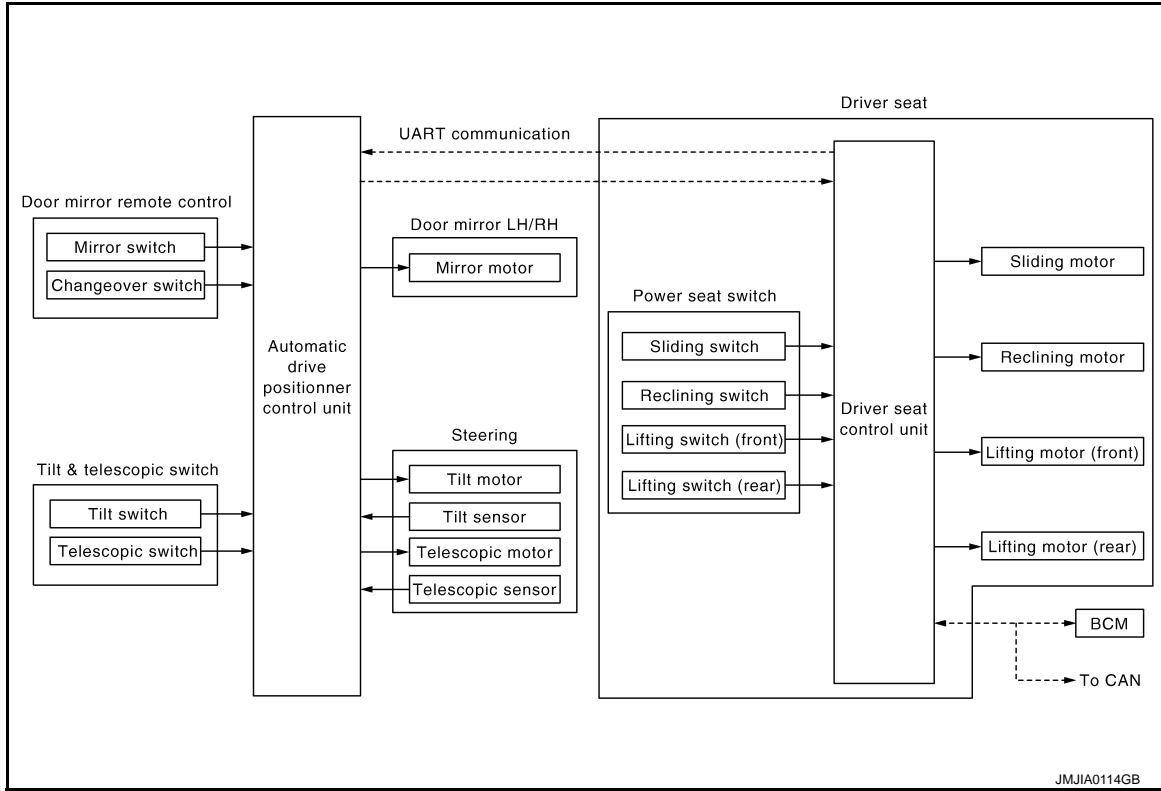 Driver seat
UART communication
Door mirror remote control
Mirror switch
Changeover switch
Door mirror LH/RH
Mirror motor
Automatic
drive
positionner
control unit
Tilt & telescopic switch
Tilt switch
Telescopic switch
Steering
Tilt motor
Tilt sensor
Telescopic motor
Telescopic sensor
Power seat switch
Sliding switch
Reclining switch
Lifting switch (front)
Lifting switch (rear)
Driver seat
control unit
Sliding motor
Reclining motor
Lifting motor (front)
Lifting motor (rear)
BCM
To CAN
JMJIA0114GB